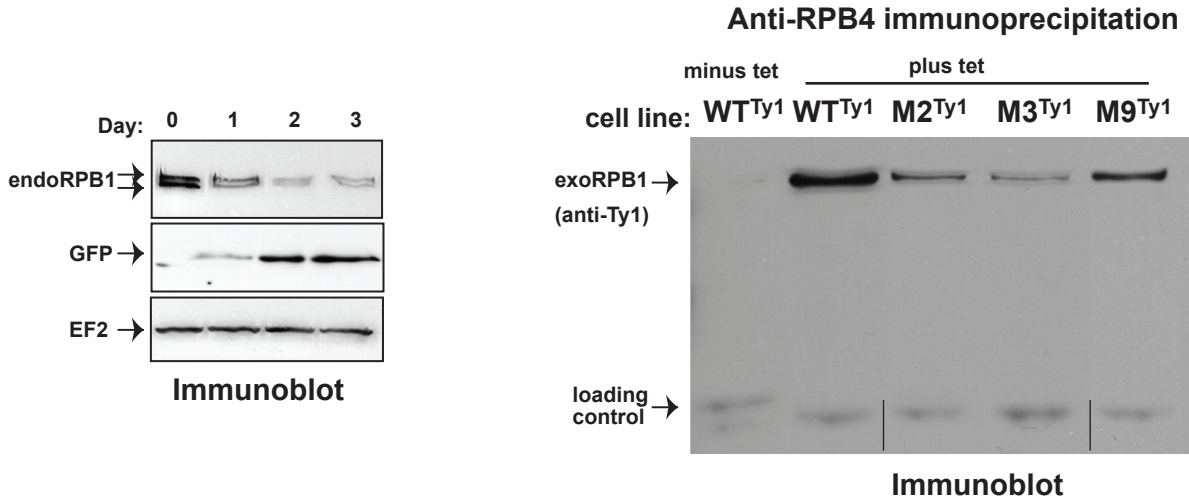 Day: 0 1 2 3
endoRPB1
GFP
EF2
Immunoblot
Anti-RPB4 immunoprecipitation
minus tet plus tet
cell line: WTTy1 WTTy1 M2Ty1 M3Ty1 M9Ty1
exoRPB1
(anti-Ty1)
loading
control
Immunoblot